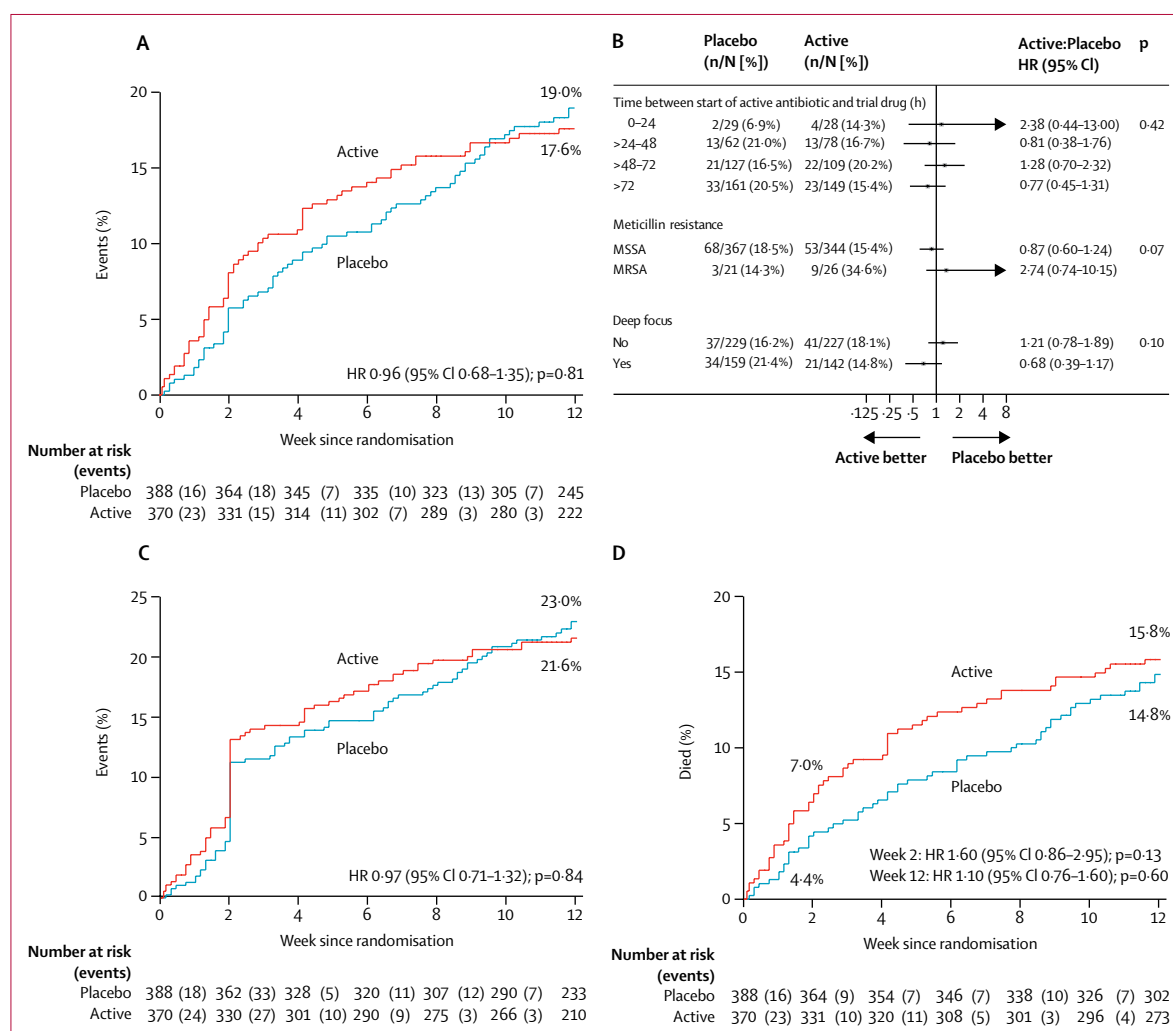 A
20
15
10
5
0
Events (%)
19·0%
17·6%
Active
Placebo
HR 0·96 (95% CI 0·68–1·35); p=0·81
0 2 4 6 8 10 12
Week since randomisation
Number at risk
(events)
Placebo 388 (16) 364 (18) 345 (7) 335 (10) 323 (13) 305 (7) 245
Active 370 (23) 331 (15) 314 (11) 302 (7) 289 (3) 280 (3) 222
B
Placebo Active Active:Placebo p
(n/N [%]) (n/N [%]) HR (95% CI)
Time between start of active antibiotic and trial drug (h)
0–24 2/29 (6·9%) 4/28 (14·3%) 2·38 (0·44–13·00) 0·42
>24–48 13/62 (21·0%) 13/78 (16·7%) 0·81 (0·38–1·76)
>48–72 21/127 (16·5%) 22/109 (20·2%) 1·28 (0·70–2·32)
>72 33/161 (20·5%) 23/149 (15·4%) 0·77 (0·45–1·31)
Meticillin resistance
MSSA 68/367 (18·5%) 53/344 (15·4%) 0·87 (0·60–1·24) 0·07
MRSA 3/21 (14·3%) 9/26 (34·6%) 2·74 (0·74–10·15)
Deep focus
No 37/229 (16·2%) 41/227 (18·1%) 1·21 (0·78–1·89) 0·10
Yes 34/159 (21·4%) 21/142 (14·8%) 0·68 (0·39–1·17)
·125 ·25 ·5 1 2 4 8
Active better Placebo better
C
25
20
15
10
5
0
Events (%)
23·0%
21·6%
Active
Placebo
HR 0·97 (95% CI 0·71–1·32); p=0·84
0 2 4 6 8 10 12
Week since randomisation
Number at risk
(events)
Placebo 388 (18) 362 (33) 328 (5) 320 (11) 307 (12) 290 (7) 233
Active 370 (24) 330 (27) 301 (10) 290 (9) 275 (3) 266 (3) 210
D
20
15
10
5
0
Died (%)
15·8%
14·8%
Active
7·0%
Placebo
4·4%
Week 2: HR 1·60 (95% CI 0·86–2·95); p=0·13
Week 12: HR 1·10 (95% CI 0·76–1·60); p=0·60
0 2 4 6 8 10 12
Week since randomisation
Number at risk
(events)
Placebo 388 (16) 364 (9) 354 (7) 346 (7) 338 (10) 326 (7) 302
Active 370 (23) 331 (10) 320 (11) 308 (5) 301 (3) 296 (4) 273